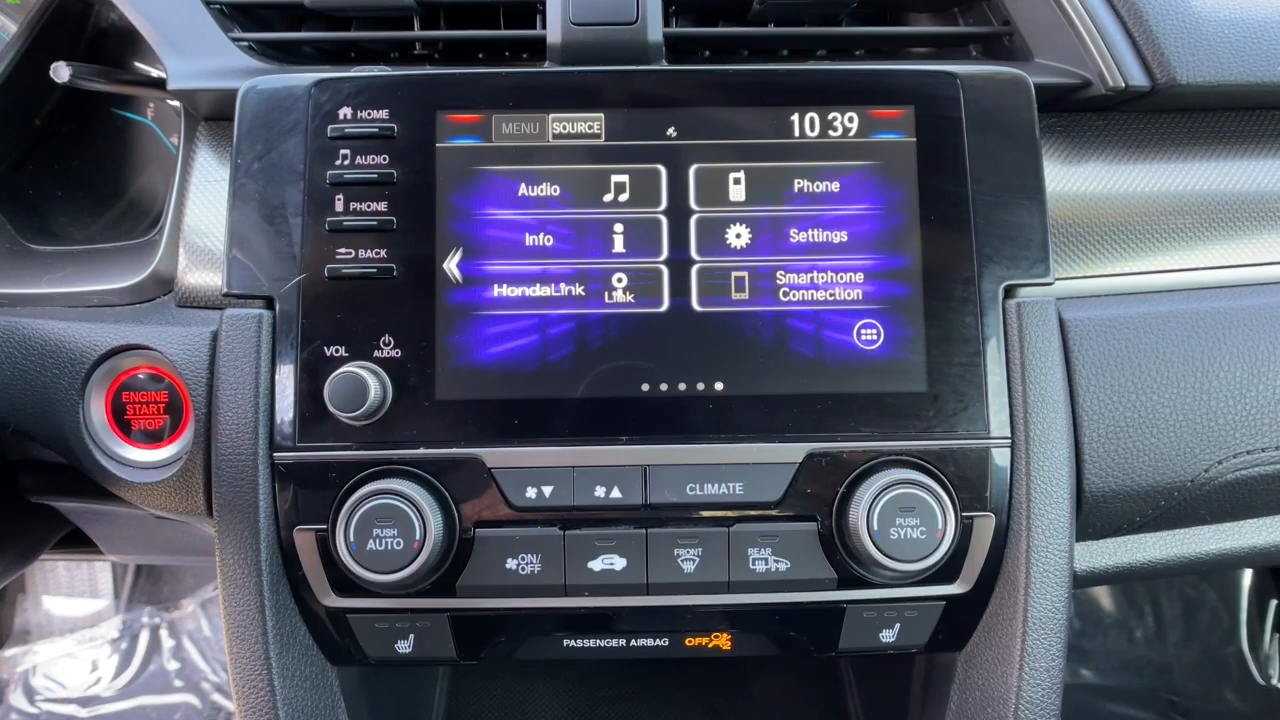 HOME
MENU
SOURCE
10 39
AUDIO
PHONE
BACK
Audio
Phone
Info
Settings
HondaLink
Link
Smartphone
Connection
VOL
AUDIO
ENGINE
START
STOP
CLIMATE
PUSH
AUTO
PUSH
SYNC
ON/
OFF
FRONT
REAR
PASSENGER AIRBAG
OFF